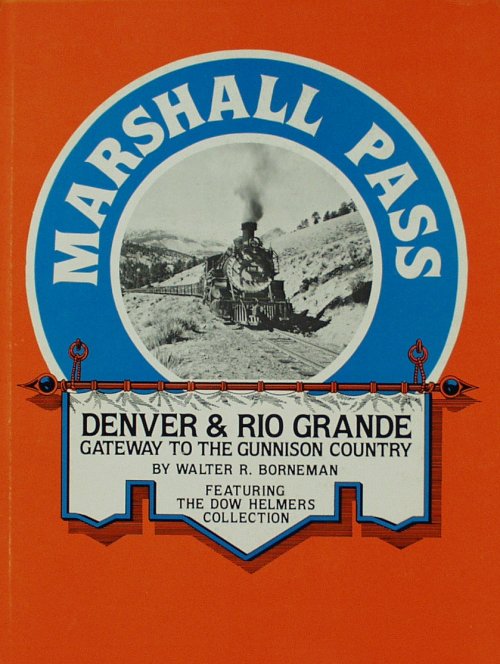 MARSHALL PASS
DENVER & RIO GRANDE
GATEWAY TO THE GUNNISON COUNTRY
BY WALTER R. BORNEMAN
FEATURING
THE DOW HELMERS
COLLECTION